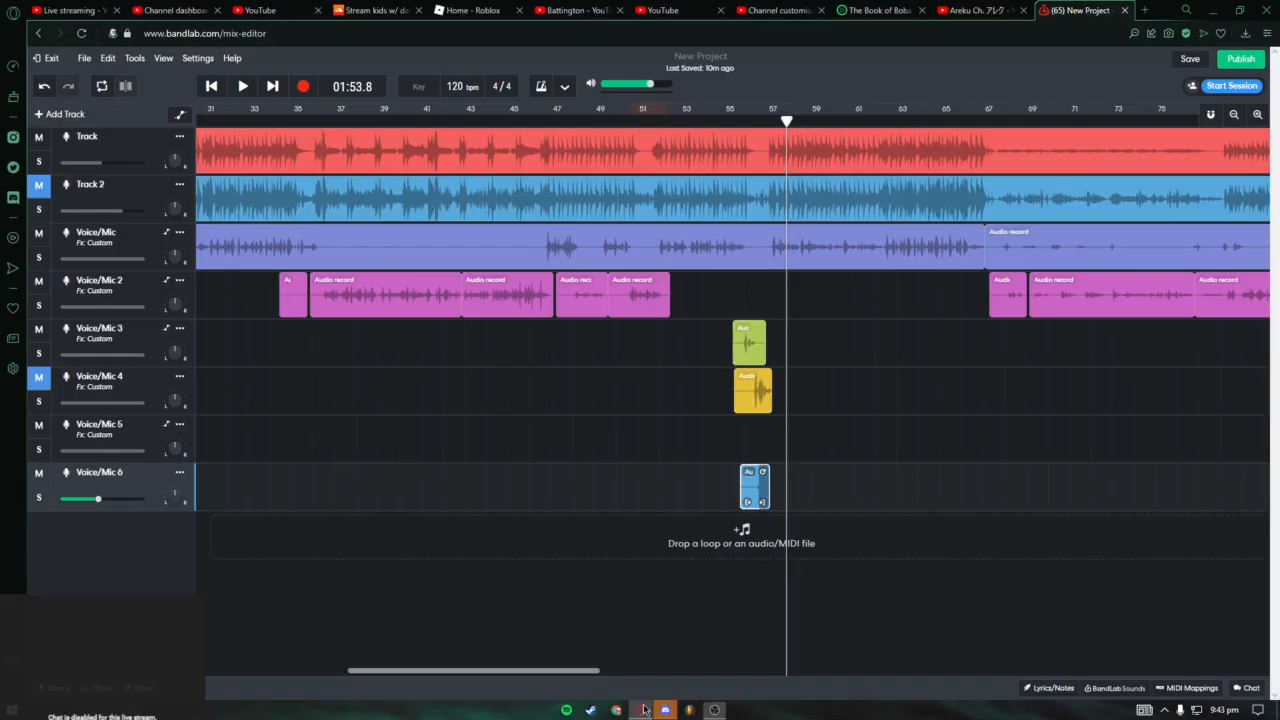 Live streaming - Y
Channel dashboa
YouTube
Stream kids w/ da
Home - Roblox
Battington - YouTu
YouTube
Channel customis
The Book of Boba
Areku Ch. アレク -
(65) New Project
www.bandlab.com/mix-editor
Exit File Edit Tools View Settings Help
New Project
Last Saved: 10m ago
Save Publish
01:53.8 Key 120 bpm 4 / 4
Start Session
+ Add Track
31 33 35 37 39 41 43 45 47 49 51 53 55 57 59 61 63 65 67 69 71 73 75
M Track
S L R
M Track 2
S L R
M Voice/Mic
Fx: Custom
S L R
Audio record
M Voice/Mic 2
Fx: Custom
S L R
Audio record Audio record Audio rec Audio record Audi Audio record Audio record
M Voice/Mic 3
Fx: Custom
S L R
M Voice/Mic 4
Fx: Custom
S L R
Audio
M Voice/Mic 5
Fx: Custom
S L R
M Voice/Mic 6
S L R
Au
Drop a loop or an audio/MIDI file
Lyrics/Notes BandLab Sounds MIDI Mappings Chat
Chat is disabled for this live stream.
9:43 pm